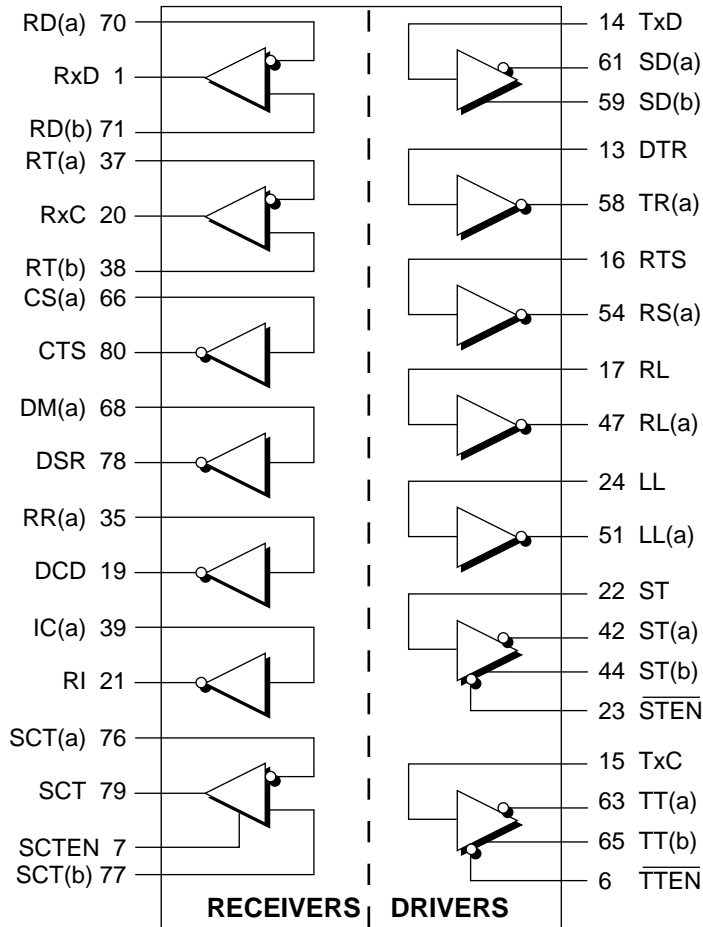 RD(a) 70
RxD 1
RD(b) 71
RT(a) 37
RxC 20
RT(b) 38
CS(a) 66
CTS 80
DM(a) 68
DSR 78
RR(a) 35
DCD 19
IC(a) 39
RI 21
SCT(a) 76
SCT 79
SCTEN 7
SCT(b) 77
RECEIVERS
14 TxD
61 SD(a)
59 SD(b)
13 DTR
58 TR(a)
16 RTS
54 RS(a)
17 RL
47 RL(a)
24 LL
51 LL(a)
22 ST
42 ST(a)
44 ST(b)
23 S̅T̅E̅N̅
15 TxC
63 TT(a)
65 TT(b)
6 T̅T̅E̅N̅
DRIVERS